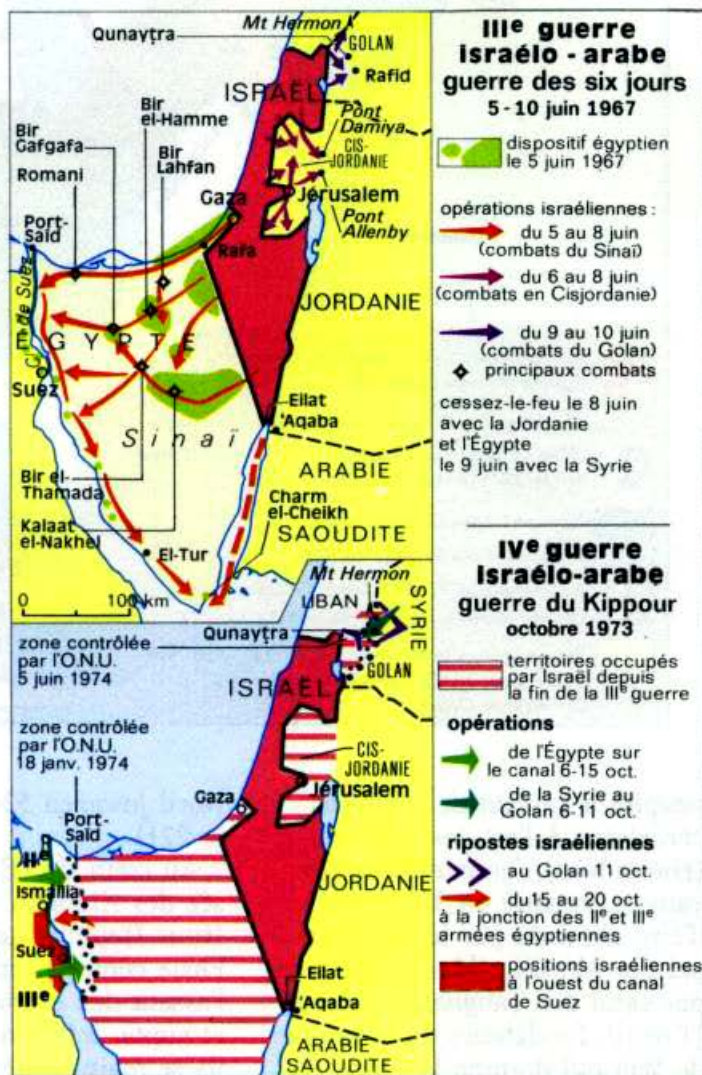 Mt Hermon
Qunaytra
GOLAN
Rafid
ISRAËL
Bir
el-Hamme
Pont
Damiya
Bir
Gafgafa
Bir
Lahfan
CIS-
JORDANIE
Romani
Gaza
Jérusalem
Port-
Saïd
Rafa
Pont
Allenby
JORDANIE
ÉGYPTE
Suez
Eilat
'Aqaba
Sinaï
ARABIE
SAOUDITE
Bir el-
Thamada
Charm
el-Cheikh
Kalaat
el-Nakhel
El-Tur
0 100 km
IIIe guerre
israélo-arabe
guerre des six jours
5-10 juin 1967
dispositif égyptien
le 5 juin 1967
opérations israéliennes :
du 5 au 8 juin
(combats du Sinaï)
du 6 au 8 juin
(combats en Cisjordanie)
du 9 au 10 juin
(combats du Golan)
principaux combats
cessez-le-feu le 8 juin
avec la Jordanie
et l'Égypte
le 9 juin avec la Syrie
Mt Hermon
LIBAN
SYRIE
Qunaytra
GOLAN
zone contrôlée
par l'O.N.U.
5 juin 1974
ISRAËL
zone contrôlée
par l'O.N.U.
18 janv. 1974
CIS-
JORDANIE
Jérusalem
Gaza
Port-
Saïd
IIe
Ismaïlia
JORDANIE
Suez
IIIe
Eilat
'Aqaba
ARABIE
SAOUDITE
IVe guerre
israélo-arabe
guerre du Kippour
octobre 1973
territoires occupés
par Israël depuis
la fin de la IIIe guerre
opérations
de l'Égypte sur
le canal 6-15 oct.
de la Syrie au
Golan 6-11 oct.
ripostes israéliennes
au Golan 11 oct.
du 15 au 20 oct.
à la jonction des IIe et IIIe
armées égyptiennes
positions israéliennes
à l'ouest du canal
de Suez